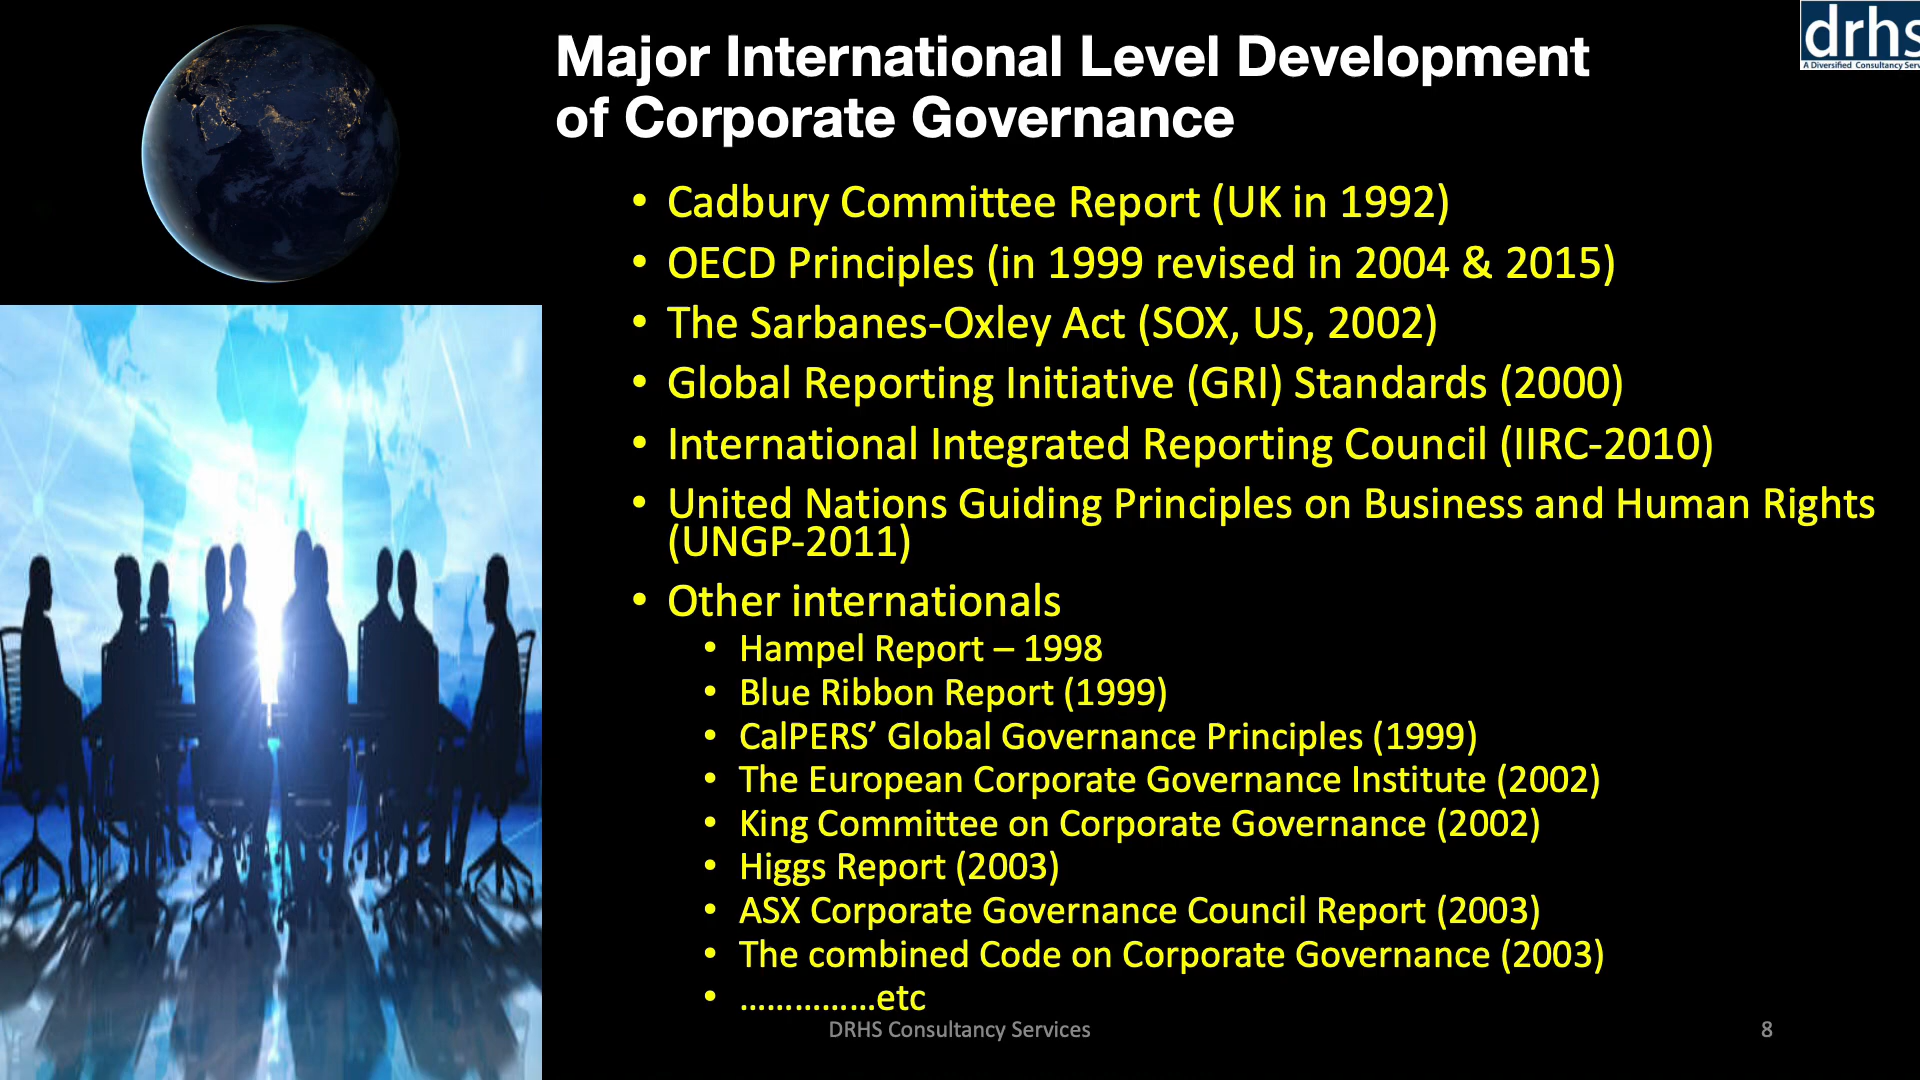 drhs
A Diversified Consultancy Serv
Major International Level Development
of Corporate Governance
• Cadbury Committee Report (UK in 1992)
• OECD Principles (in 1999 revised in 2004 & 2015)
• The Sarbanes-Oxley Act (SOX, US, 2002)
• Global Reporting Initiative (GRI) Standards (2000)
• International Integrated Reporting Council (IIRC-2010)
• United Nations Guiding Principles on Business and Human Rights
(UNGP-2011)
• Other internationals
• Hampel Report – 1998
• Blue Ribbon Report (1999)
• CalPERS’ Global Governance Principles (1999)
• The European Corporate Governance Institute (2002)
• King Committee on Corporate Governance (2002)
• Higgs Report (2003)
• ASX Corporate Governance Council Report (2003)
• The combined Code on Corporate Governance (2003)
• ……………etc
DRHS Consultancy Services
8